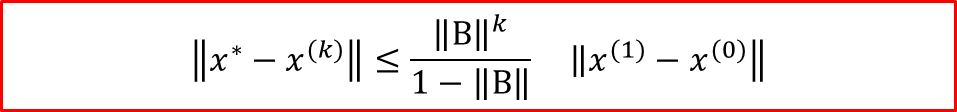 ‖x* − x⁽ᵏ⁾‖ ≤ ‖B‖ᵏ / (1 − ‖B‖) ‖x⁽¹⁾ − x⁽⁰⁾‖